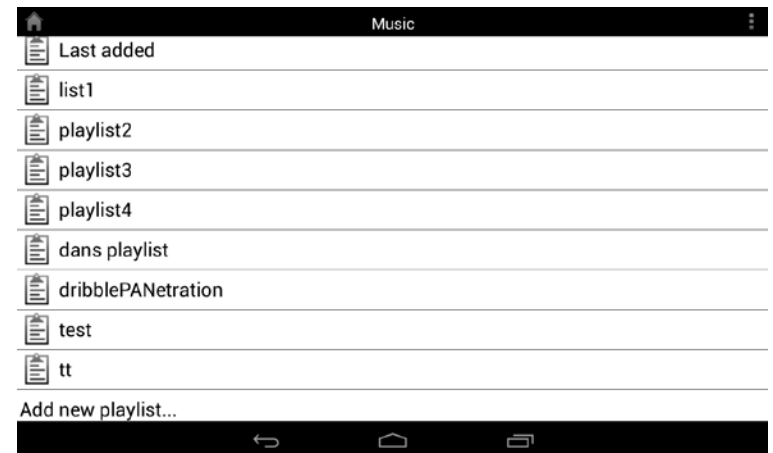 Music
Last added
list1
playlist2
playlist3
playlist4
dans playlist
dribblePANetration
test
tt
Add new playlist...